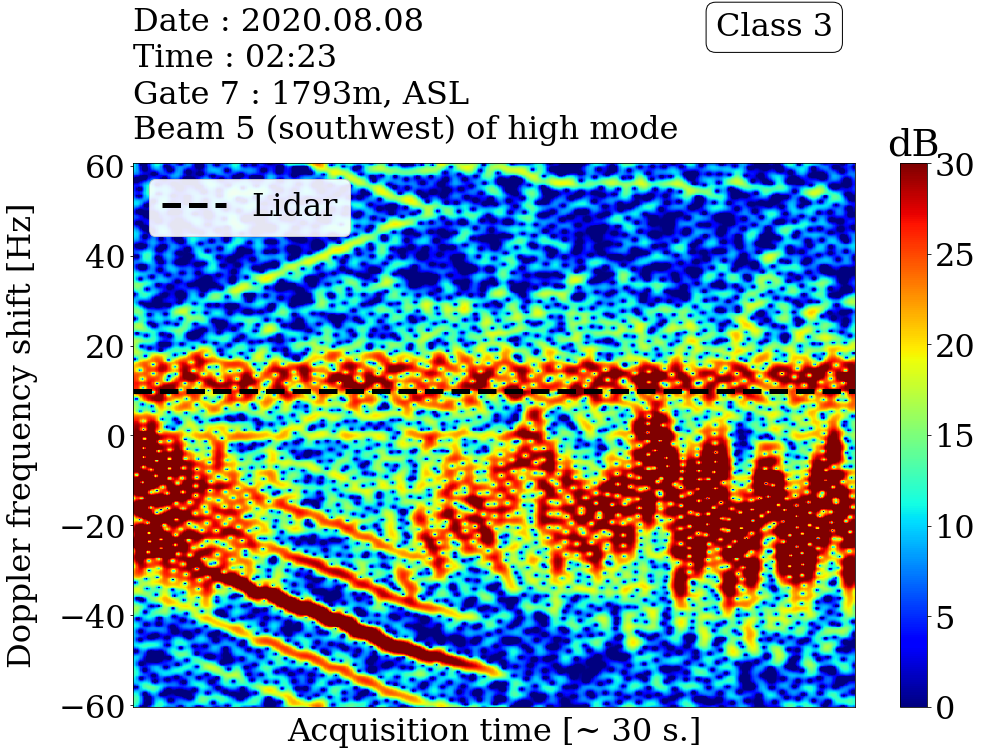 Date : 2020.08.08
Time : 02:23
Gate 7 : 1793m, ASL
Beam 5 (southwest) of high mode
Class 3
dB
Lidar
Doppler frequency shift [Hz]
60
40
20
0
−20
−40
−60
Acquisition time [~ 30 s.]
30
25
20
15
10
5
0